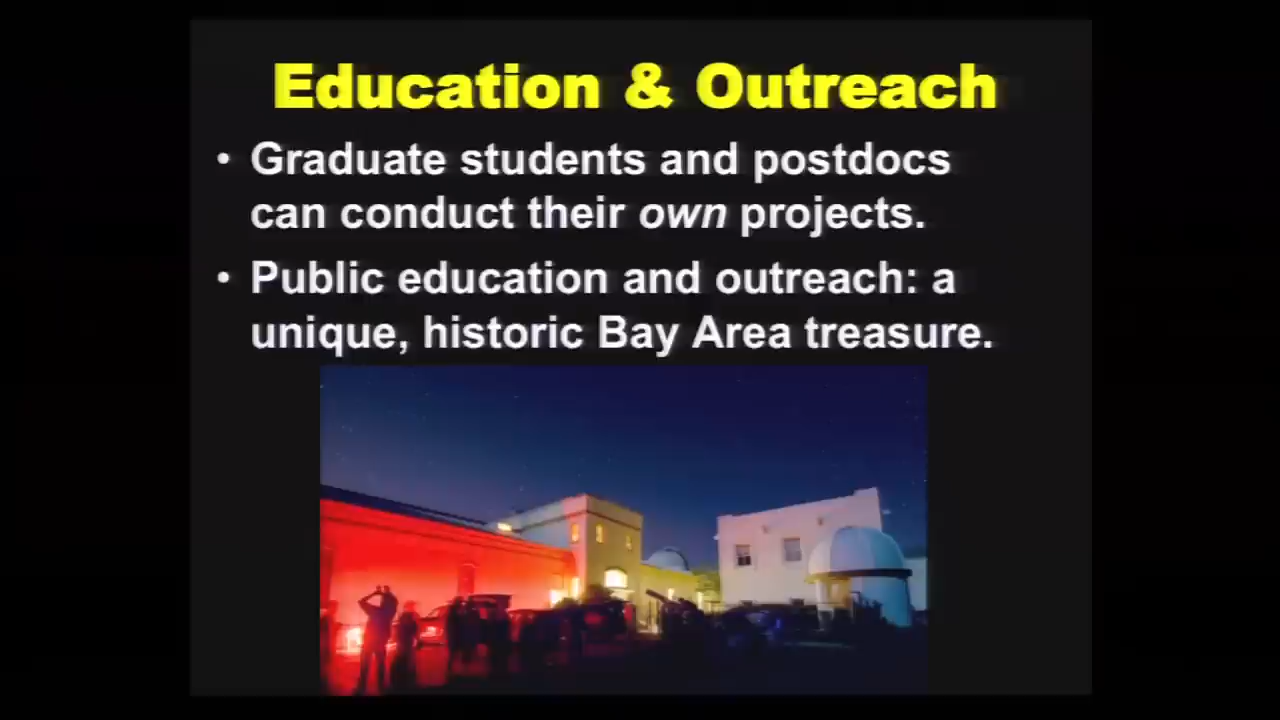 Education & Outreach
• Graduate students and postdocs
can conduct their own projects.
• Public education and outreach: a
unique, historic Bay Area treasure.